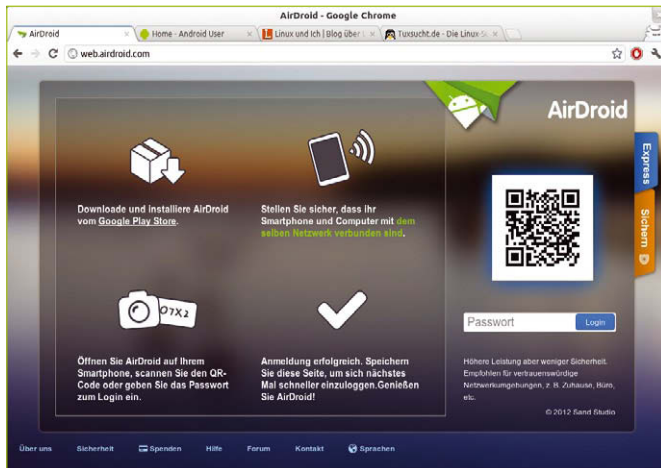 AirDroid - Google Chrome
AirDroid
Home - Android User
Linux und Ich | Blog über
Tuxsucht.de - Die Linux-
web.airdroid.com
AirDroid
Downloade und installiere AirDroid
vom Google Play Store.
Stellen Sie sicher, dass ihr
Smartphone und Computer mit dem
selben Netzwerk verbunden sind.
O7XZ
Öffnen Sie AirDroid auf Ihrem
Smartphone, scannen Sie den QR-
Code oder geben Sie das Passwort
zum Login ein.
Anmeldung erfolgreich. Speichern
Sie diese Seite, um sich nächstes
Mal schneller einzuloggen.Genießen
Sie AirDroid!
Express
Sichern
Passwort
Login
Höhere Leistung aber weniger Sicherheit.
Empfohlen für vertrauenswürdige
Netzwerkumgebungen, z. B. Zuhause, Büro,
etc.
© 2012 Sand Studio
Über uns
Sicherheit
Spenden
Hilfe
Forum
Kontakt
Sprachen